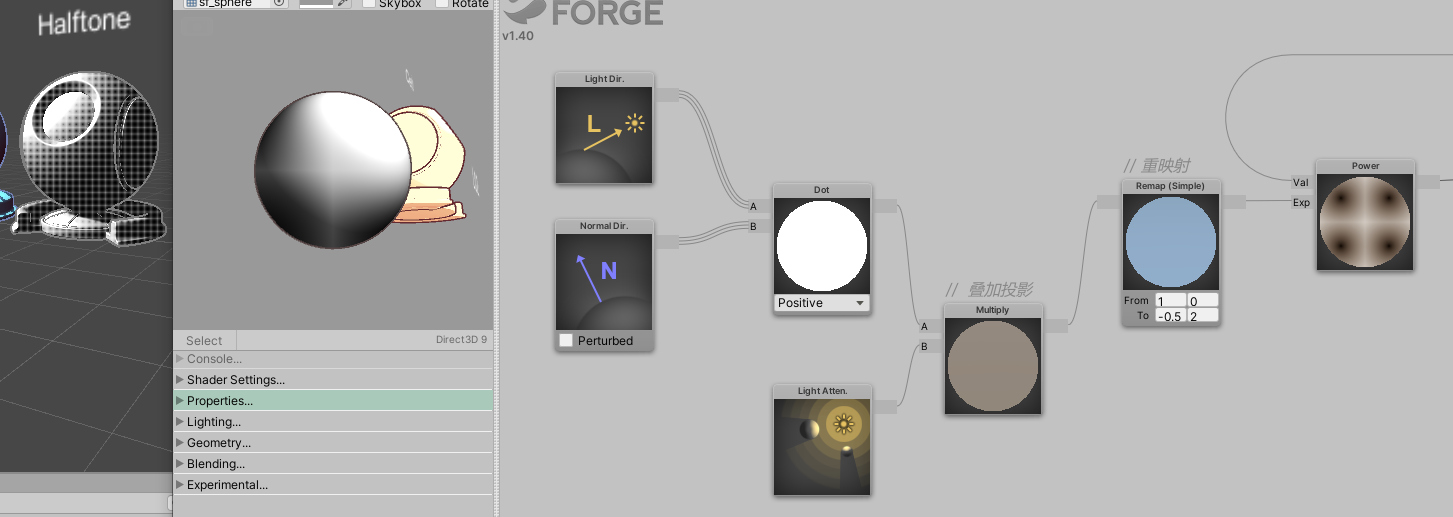 Halftone
sf_sphere
Skybox
Rotate
FORGE
v1.40
Light Dir.
L
Normal Dir.
N
Perturbed
Dot
A
B
Positive
// 叠加投影
Multiply
A
B
Light Atten.
// 重映射
Remap (Simple)
From 1 0
To -0.5 2
Power
Val
Exp
Select
Direct3D 9
Console...
Shader Settings...
Properties...
Lighting...
Geometry...
Blending...
Experimental...